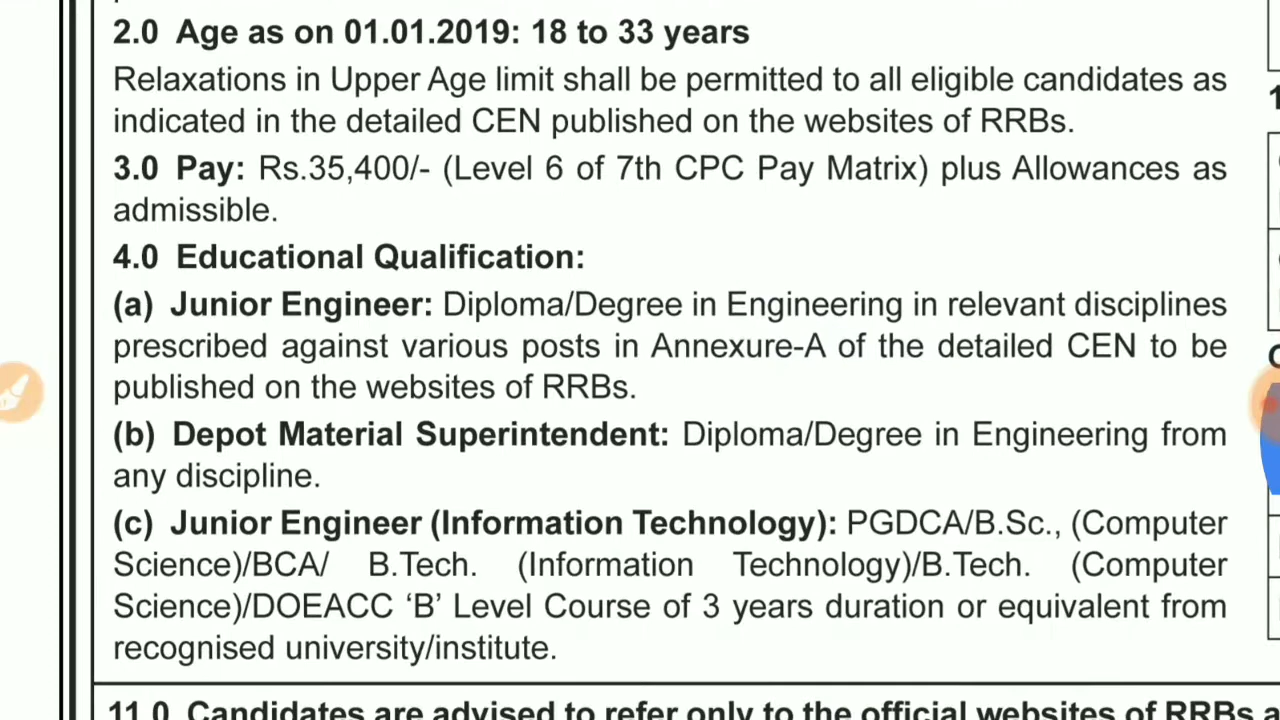 2.0 Age as on 01.01.2019: 18 to 33 years
Relaxations in Upper Age limit shall be permitted to all eligible candidates as
indicated in the detailed CEN published on the websites of RRBs.
3.0 Pay: Rs.35,400/- (Level 6 of 7th CPC Pay Matrix) plus Allowances as
admissible.
4.0 Educational Qualification:
(a) Junior Engineer: Diploma/Degree in Engineering in relevant disciplines
prescribed against various posts in Annexure-A of the detailed CEN to be
published on the websites of RRBs.
(b) Depot Material Superintendent: Diploma/Degree in Engineering from
any discipline.
(c) Junior Engineer (Information Technology): PGDCA/B.Sc., (Computer
Science)/BCA/ B.Tech. (Information Technology)/B.Tech. (Computer
Science)/DOEACC ‘B’ Level Course of 3 years duration or equivalent from
recognised university/institute.
11.0 Candidates are advised to refer only to the official websites of RRBs